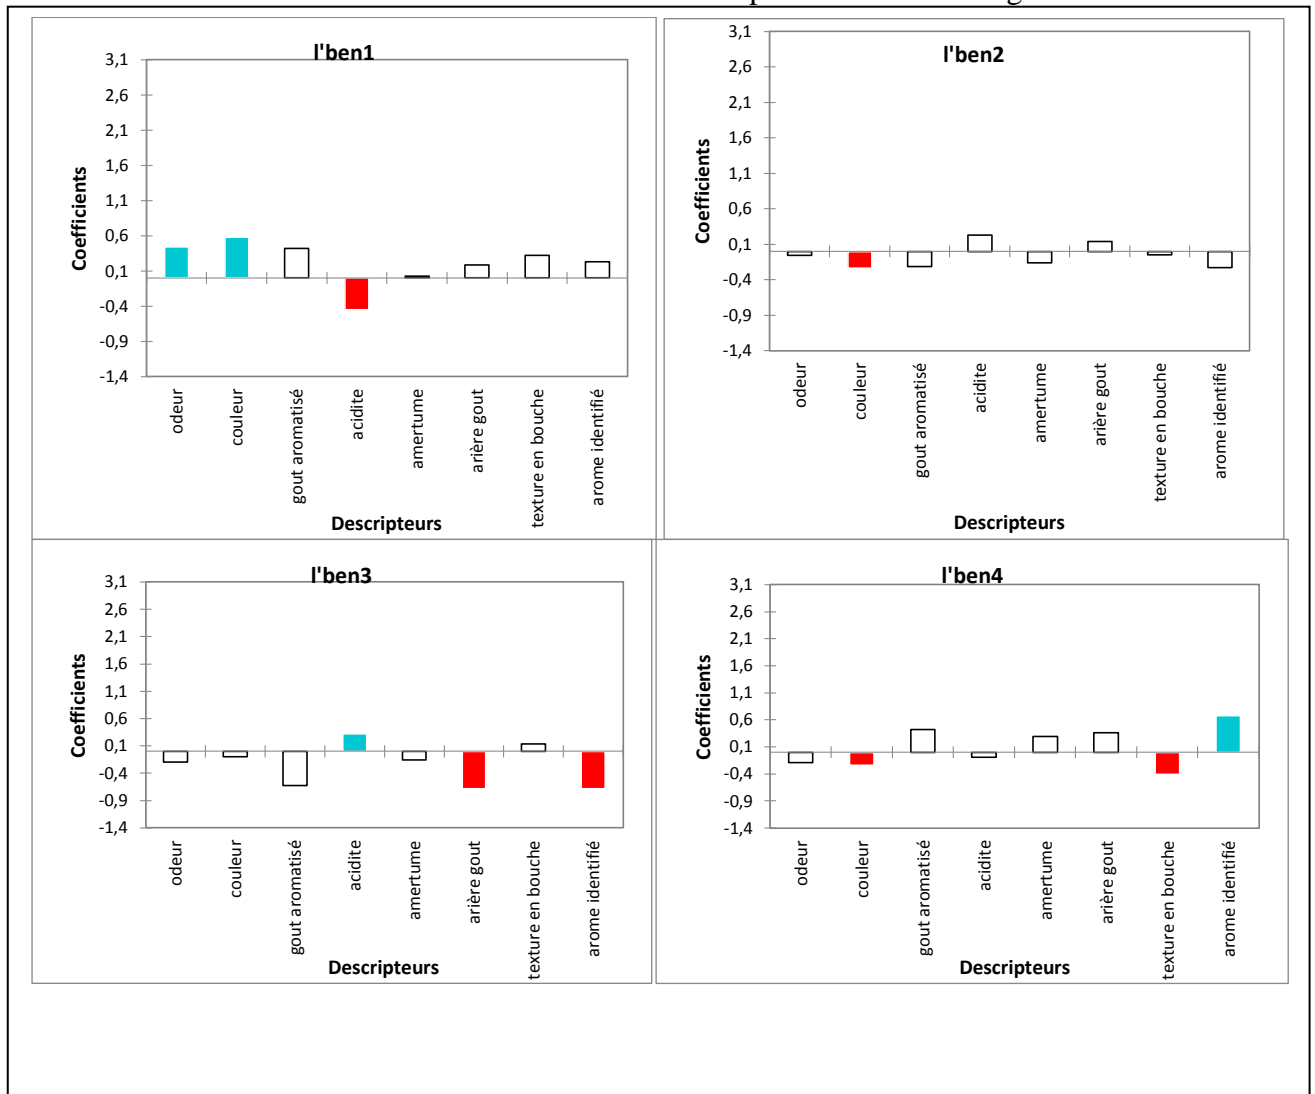 l'ben1
3,1
2,6
2,1
1,6
1,1
0,6
0,1
-0,4
-0,9
-1,4
Coefficients
odeur
couleur
gout aromatisé
acidite
amertume
arière gout
texture en bouche
arome identifié
Descripteurs
l'ben2
3,1
2,6
2,1
1,6
1,1
0,6
0,1
-0,4
-0,9
-1,4
Coefficients
odeur
couleur
gout aromatisé
acidite
amertume
arière gout
texture en bouche
arome identifié
Descripteurs
l'ben3
3,1
2,6
2,1
1,6
1,1
0,6
0,1
-0,4
-0,9
-1,4
Coefficients
odeur
couleur
gout aromatisé
acidite
amertume
arière gout
texture en bouche
arome identifié
Descripteurs
l'ben4
3,1
2,6
2,1
1,6
1,1
0,6
0,1
-0,4
-0,9
-1,4
Coefficients
odeur
couleur
gout aromatisé
acidite
amertume
arière gout
texture en bouche
arome identifié
Descripteurs